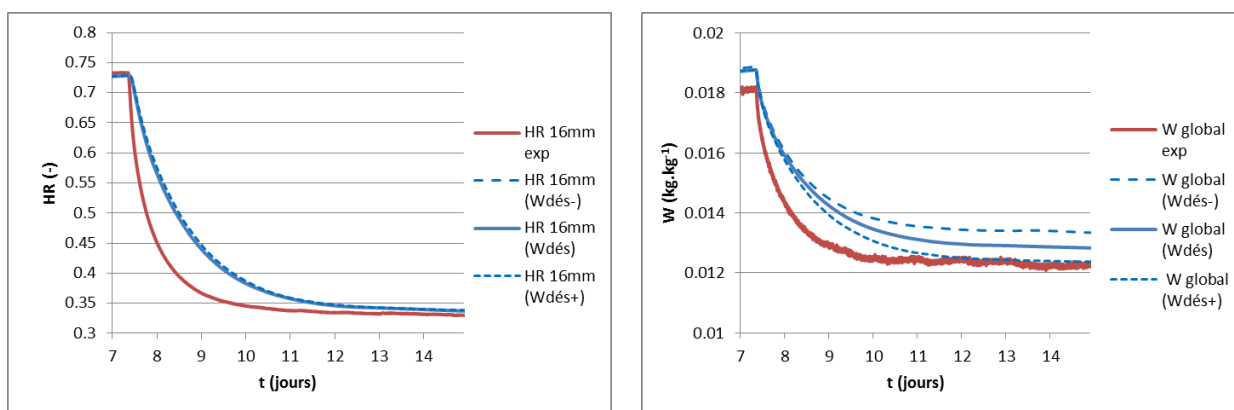 0.8
0.75
0.7
0.65
0.6
0.55
0.5
0.45
0.4
0.35
0.3
HR (-)
7 8 9 10 11 12 13 14
t (jours)
HR 16mm
exp
HR 16mm
(Wdés-)
HR 16mm
(Wdés)
HR 16mm
(Wdés+)
0.02
0.018
0.016
0.014
0.012
0.01
W (kg.kg⁻¹)
7 8 9 10 11 12 13 14
t (jours)
W global
exp
W global
(Wdés-)
W global
(Wdés)
W global
(Wdés+)